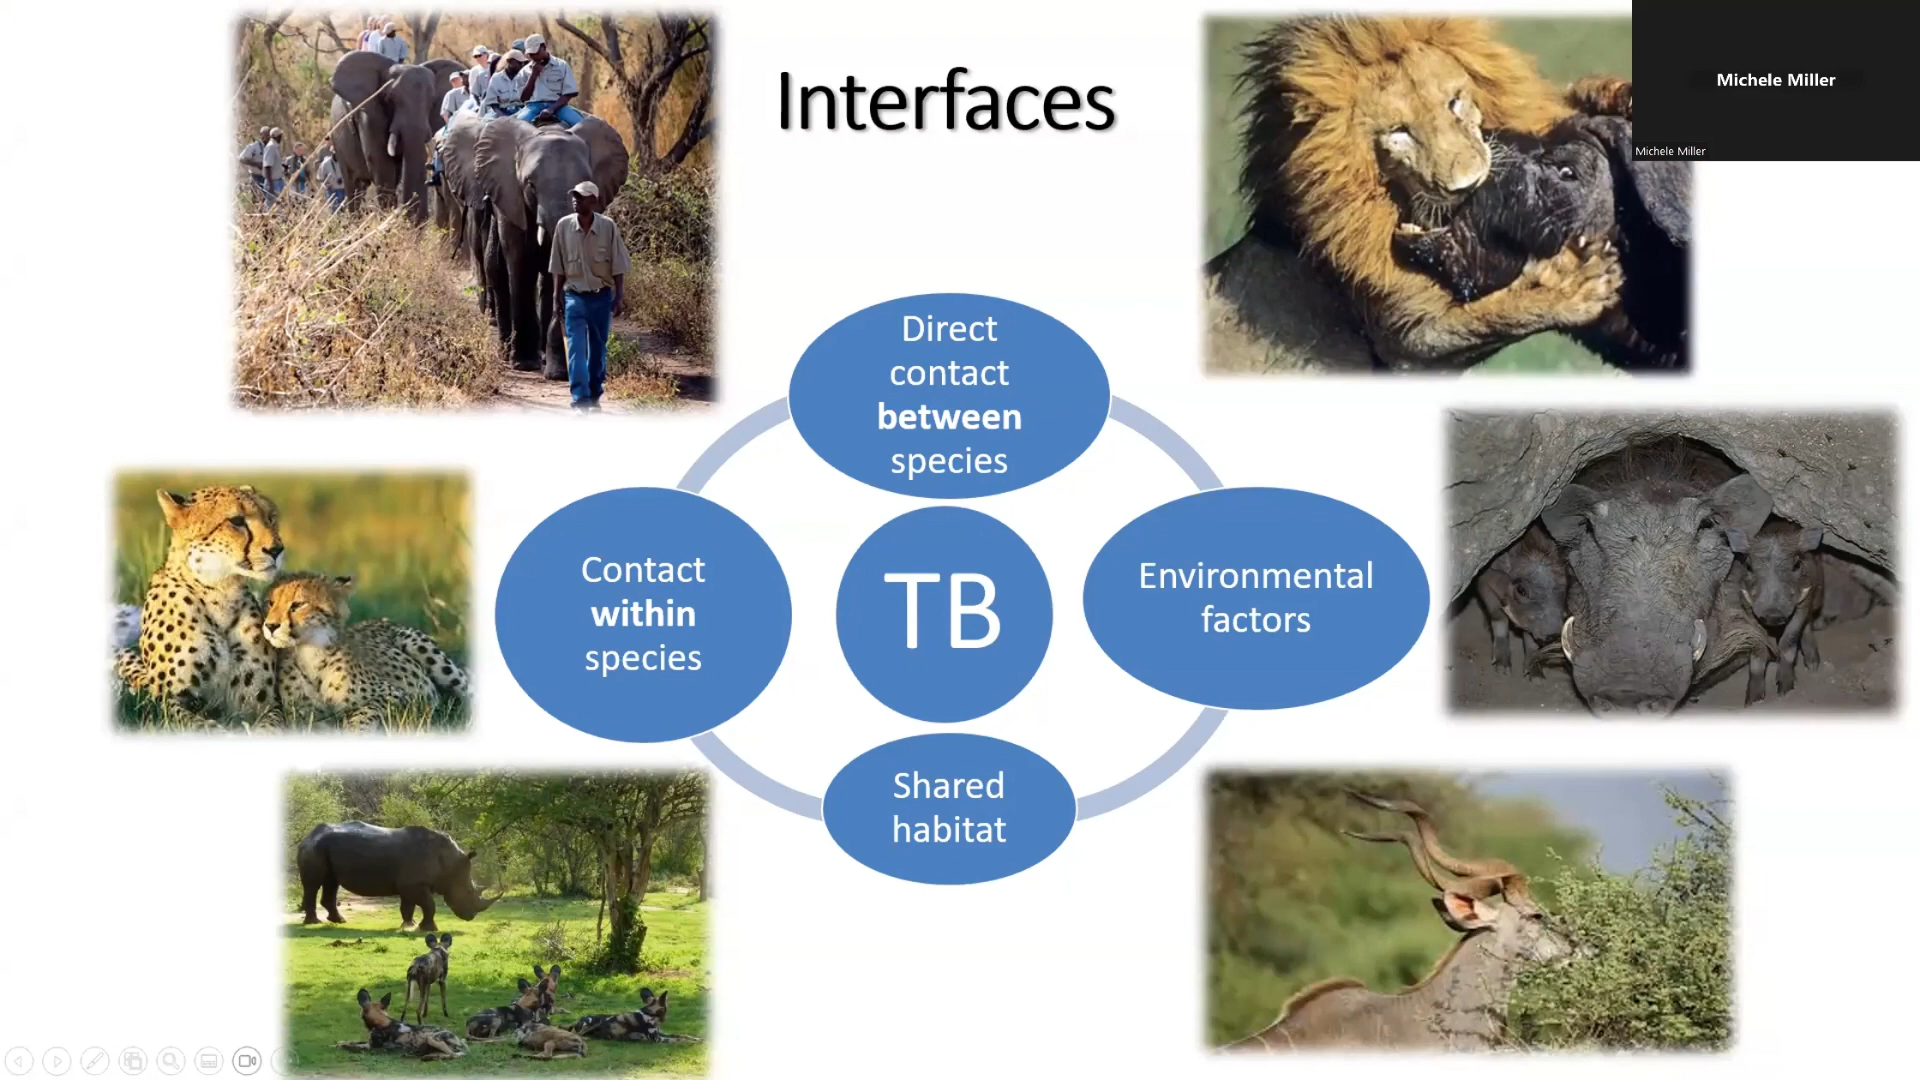 Interfaces
Michele Miller
Michele Miller
Direct
contact
between
species
Contact
within
species
TB
Environmental
factors
Shared
habitat